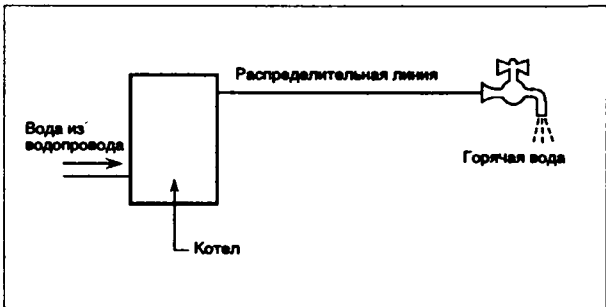 Распределительная линия
Вода из
водопровода
Горячая вода
Котел